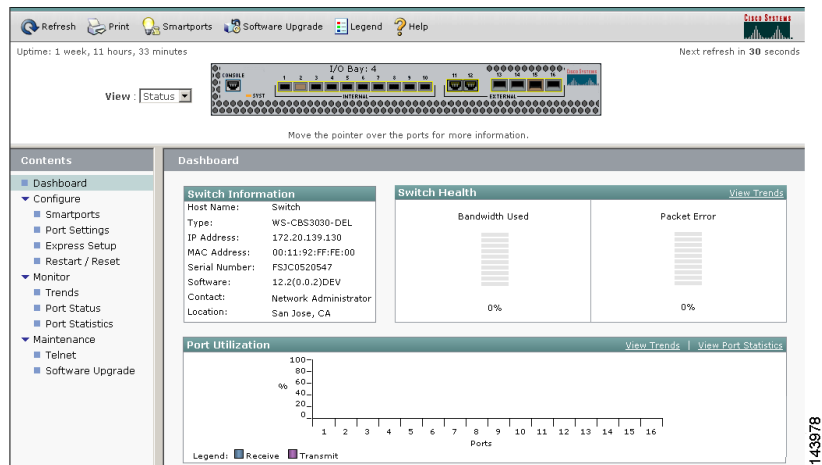 Refresh Print Smartports Software Upgrade Legend Help
CISCO SYSTEMS
Uptime: 1 week, 11 hours, 33 minutes
Next refresh in 30 seconds
View : Status
I/O Bay: 4
CONSOLE
SYST
1 2 3 4 5 6 7 8 9 10 11 12 13 14 15 16
INTERNAL
EXTERNAL
CISCO SYSTEMS
Move the pointer over the ports for more information.
Contents
Dashboard
Configure
Smartports
Port Settings
Express Setup
Restart / Reset
Monitor
Trends
Port Status
Port Statistics
Maintenance
Telnet
Software Upgrade
Dashboard
Switch Information
Host Name: Switch
Type: WS-CBS3030-DEL
IP Address: 172.20.139.130
MAC Address: 00:11:92:FF:FE:00
Serial Number: FSJC0520547
Software: 12.2(0.0.2)DEV
Contact: Network Administrator
Location: San Jose, CA
Switch Health
View Trends
Bandwidth Used
0%
Packet Error
0%
Port Utilization
View Trends | View Port Statistics
100
80
% 60
40
20
0
1 2 3 4 5 6 7 8 9 10 11 12 13 14 15 16
Ports
Legend: Receive Transmit
143978